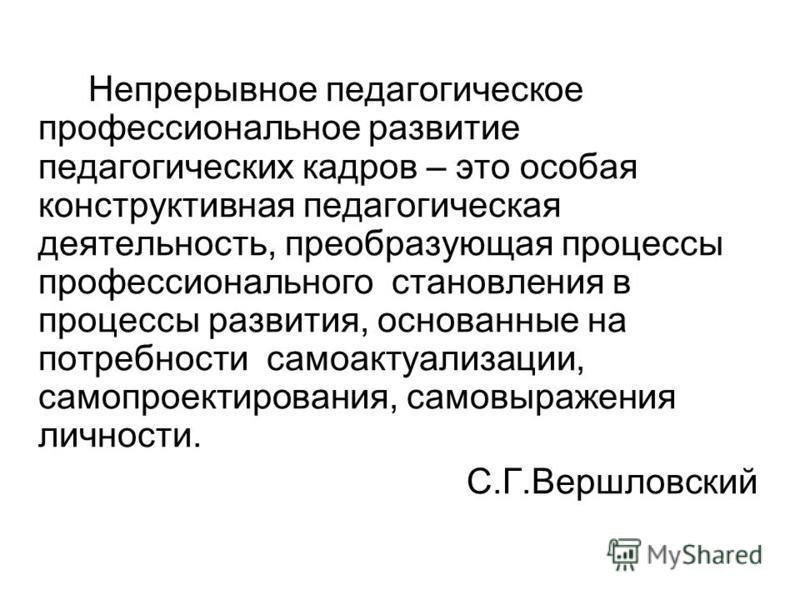 Непрерывное педагогическое
профессиональное развитие
педагогических кадров – это особая
конструктивная педагогическая
деятельность, преобразующая процессы
профессионального становления в
процессы развития, основанные на
потребности самоактуализации,
самопроектирования, самовыражения
личности.
С.Г.Вершловский
MyShared